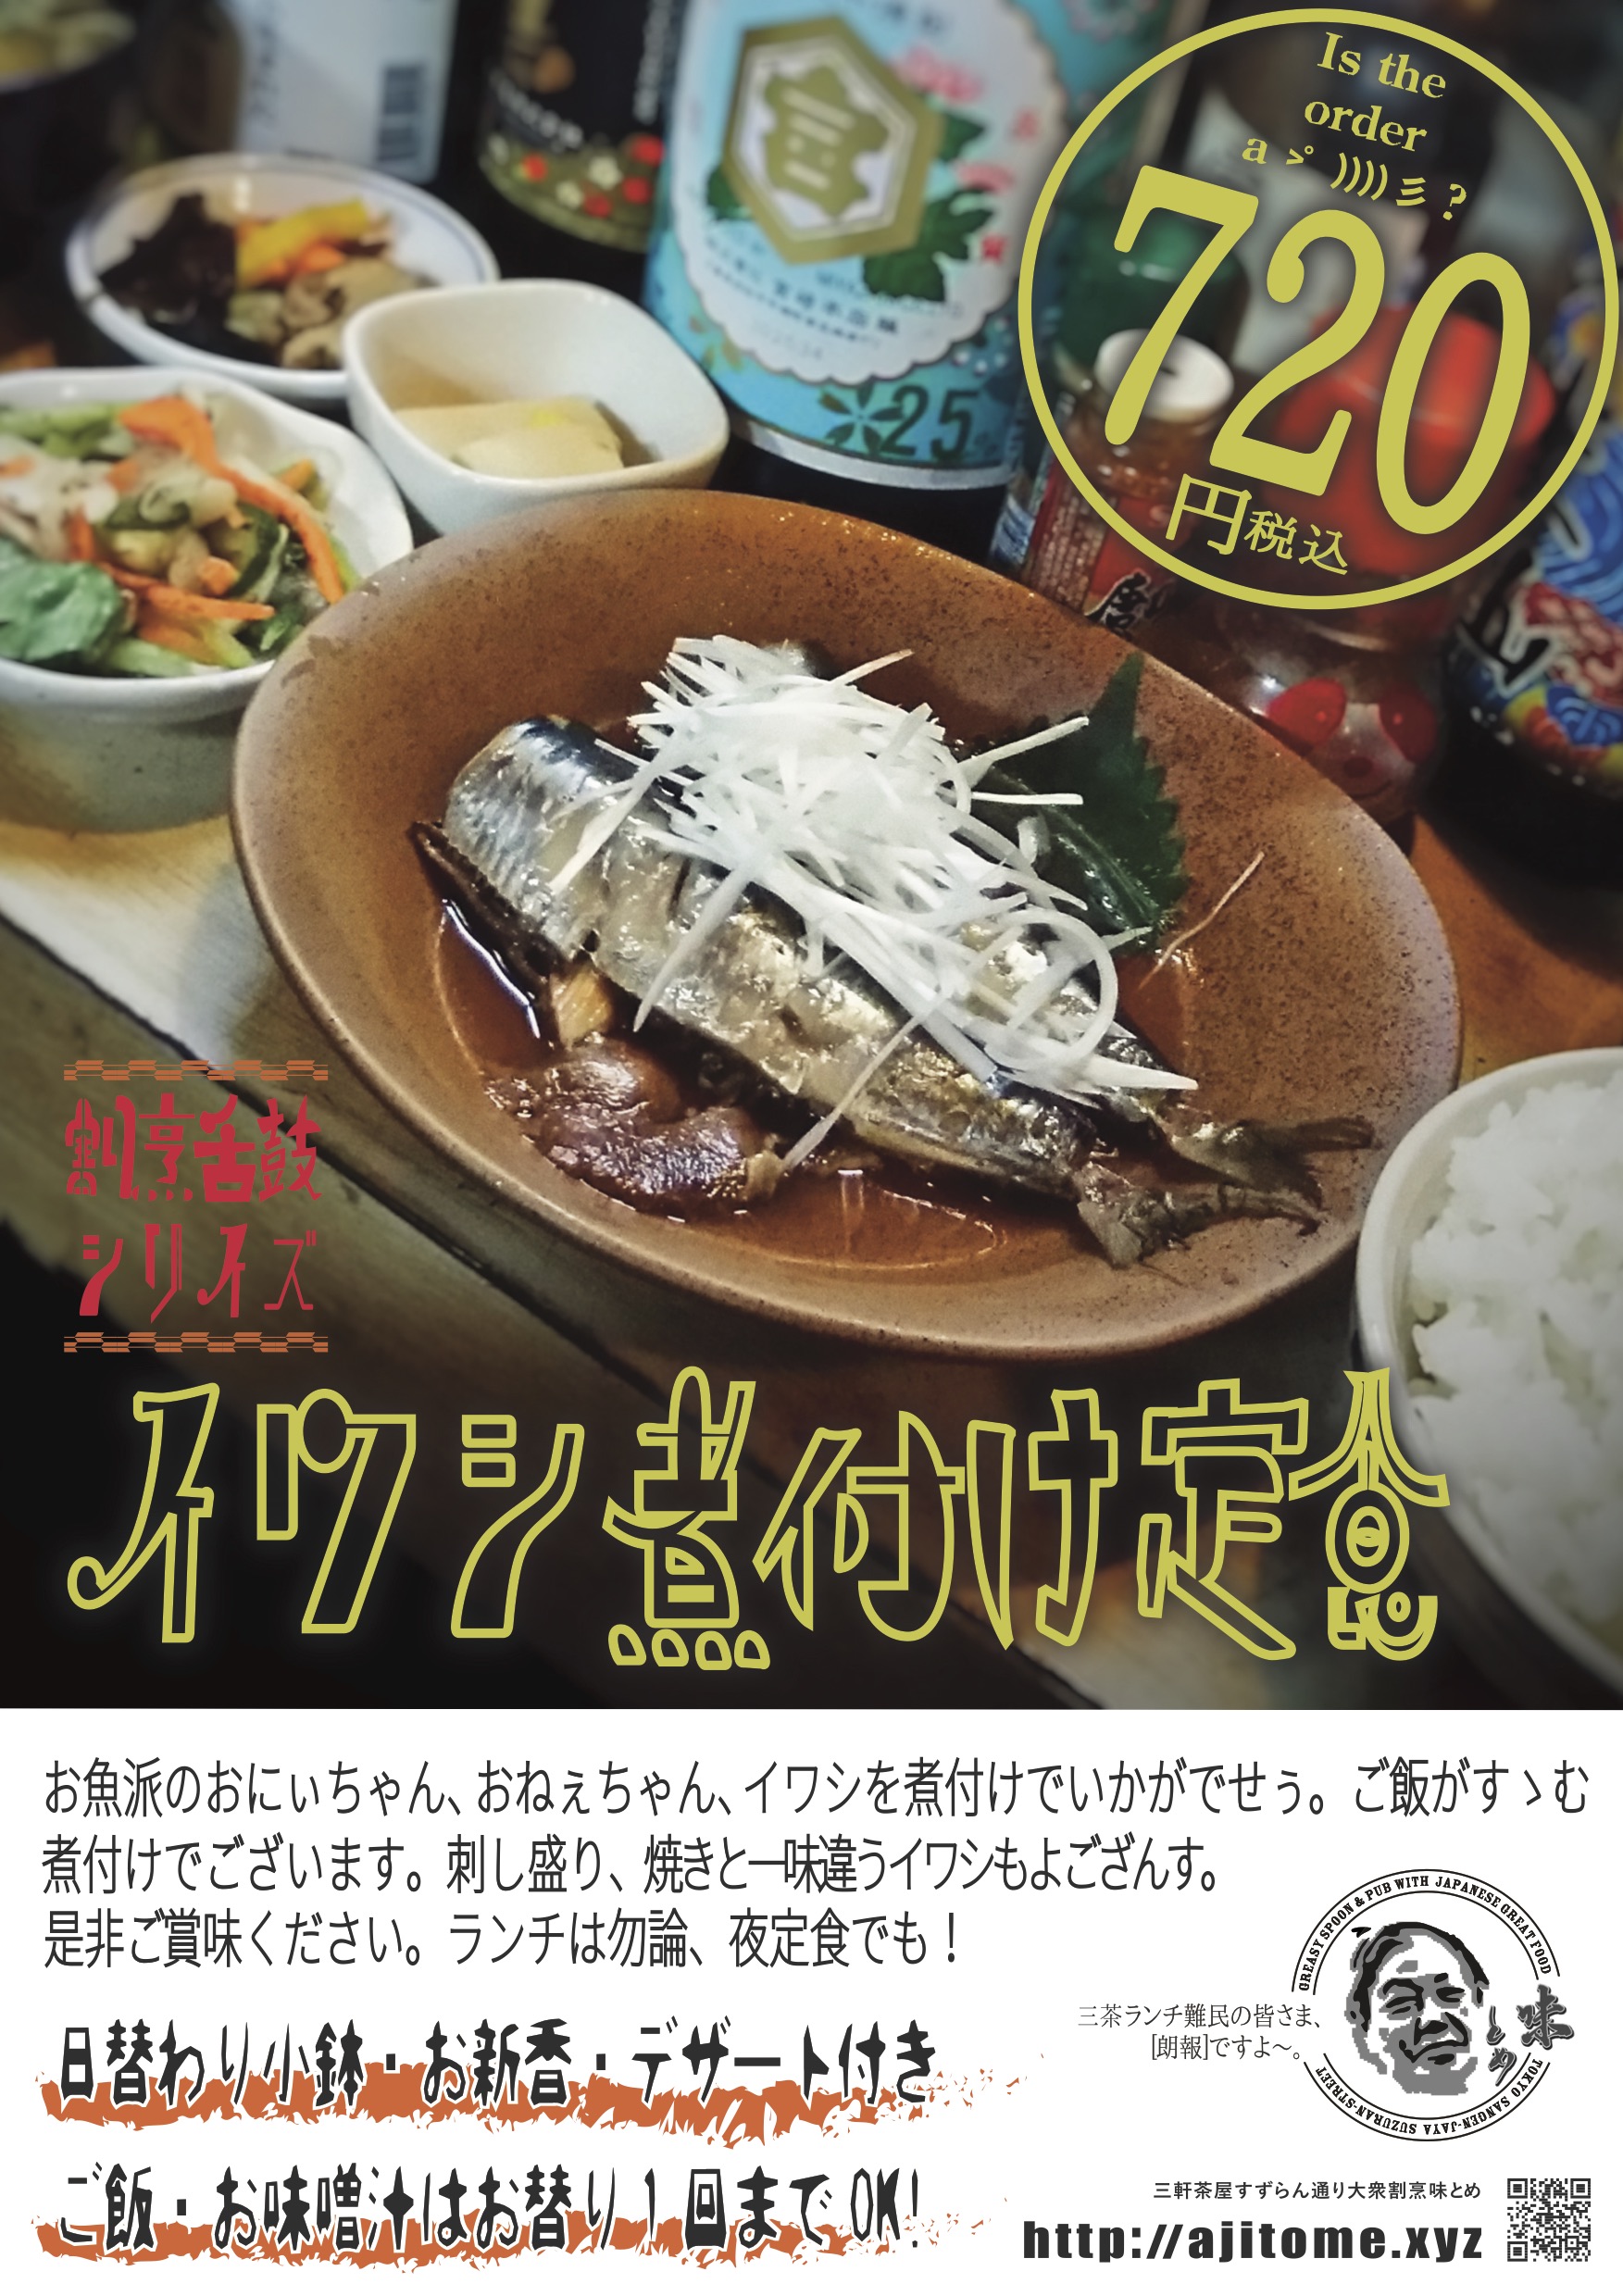 Is the
order
a ゝ゚ ))))彡 ?
720
円税込
25
割烹舌鼓
シリイズ
イワシ煮付け定食
お魚派のおにぃちゃん、おねぇちゃん、イワシを煮付けでいかがでせぅ。ご飯がすゝむ
煮付けでございます。刺し盛り、焼きと一味違うイワシもよござんす。
是非ご賞味ください。ランチは勿論、夜定食でも！
日替わり小鉢・お新香・デザート付き
ご飯・お味噌汁はお替り1回までOK!
三茶ランチ難民の皆さま、
[朗報]ですよ〜。
GREASY SPOON & PUB WITH JAPANESE GREAT FOOD
味とめ
TOKYO SANGEN-JAYA SUZURAN-STREET
三軒茶屋すずらん通り大衆割烹味とめ
http://ajitome.xyz